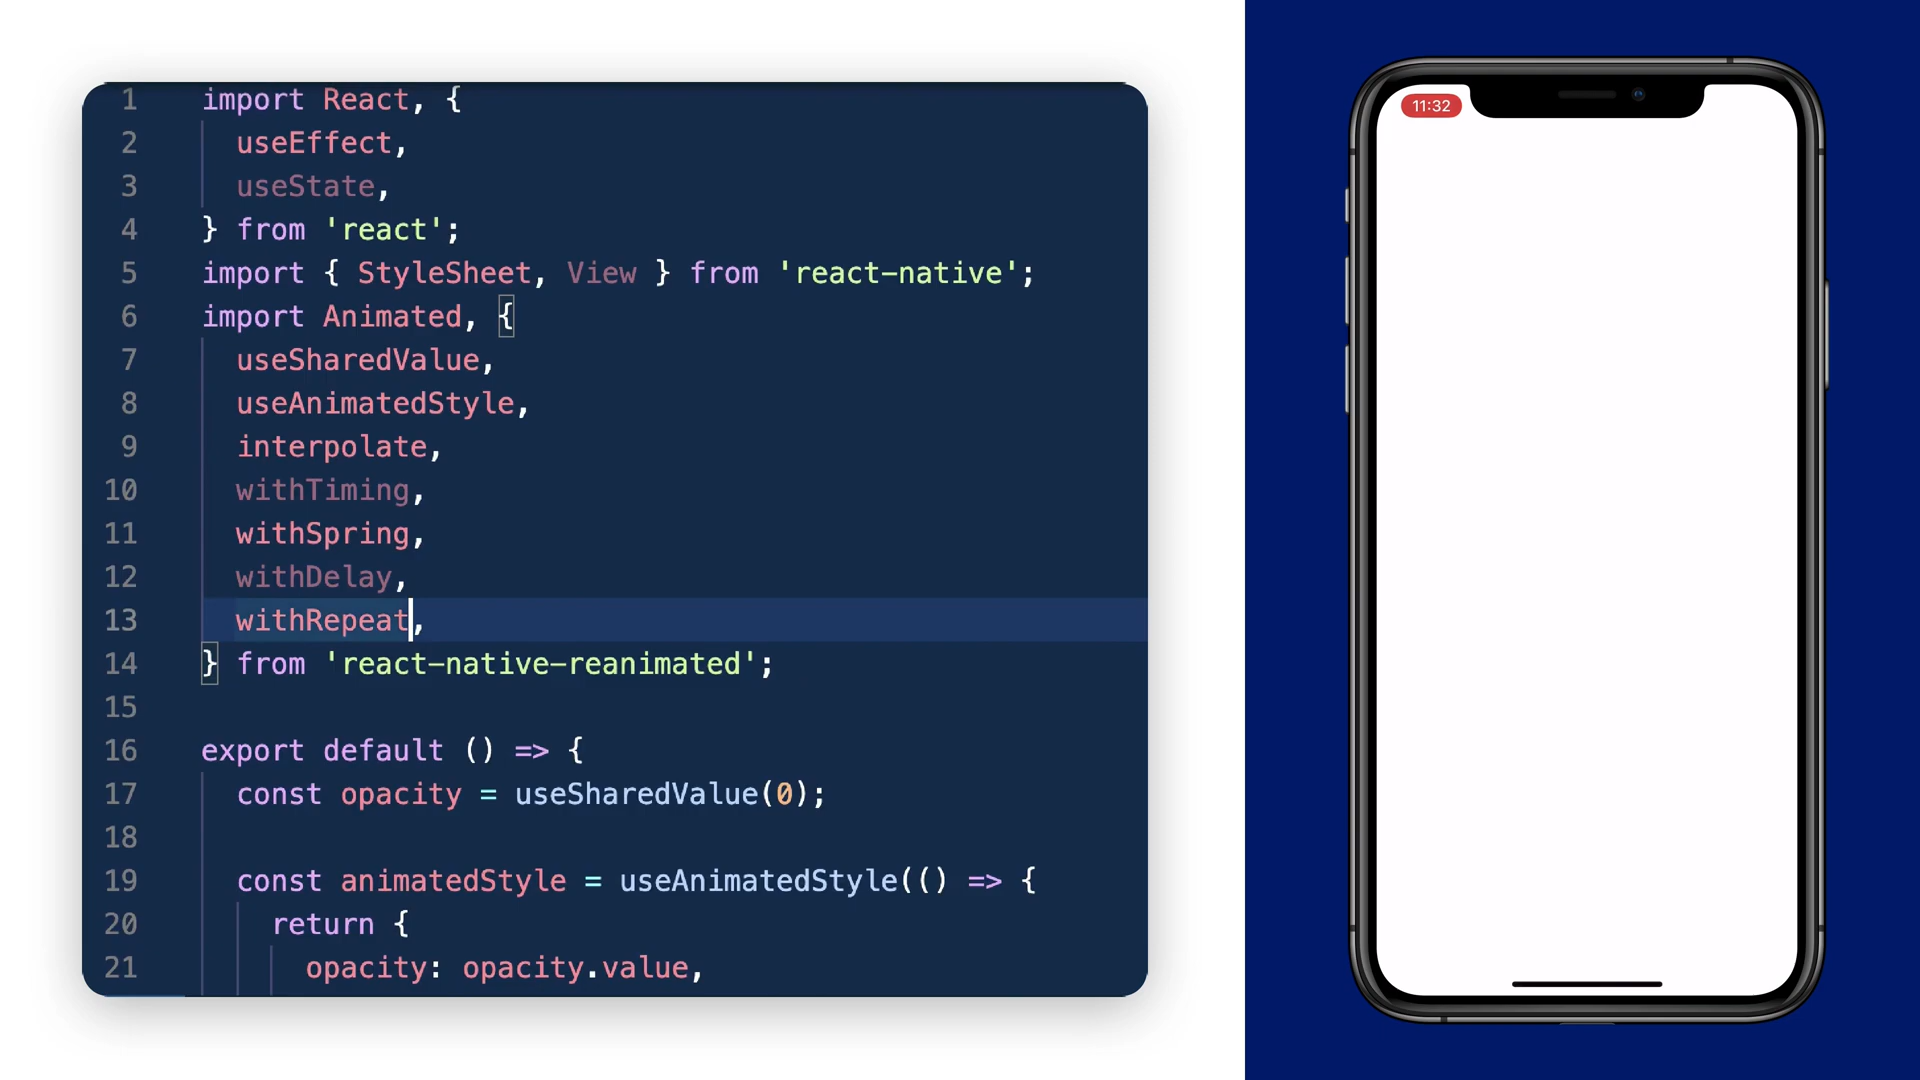 1 import React, {
2 useEffect,
3 useState,
4 } from 'react';
5 import { StyleSheet, View } from 'react-native';
6 import Animated, {
7 useSharedValue,
8 useAnimatedStyle,
9 interpolate,
10 withTiming,
11 withSpring,
12 withDelay,
13 withRepeat,
14 } from 'react-native-reanimated';
15
16 export default () => {
17 const opacity = useSharedValue(0);
18
19 const animatedStyle = useAnimatedStyle(() => {
20 return {
21 opacity: opacity.value,
11:32